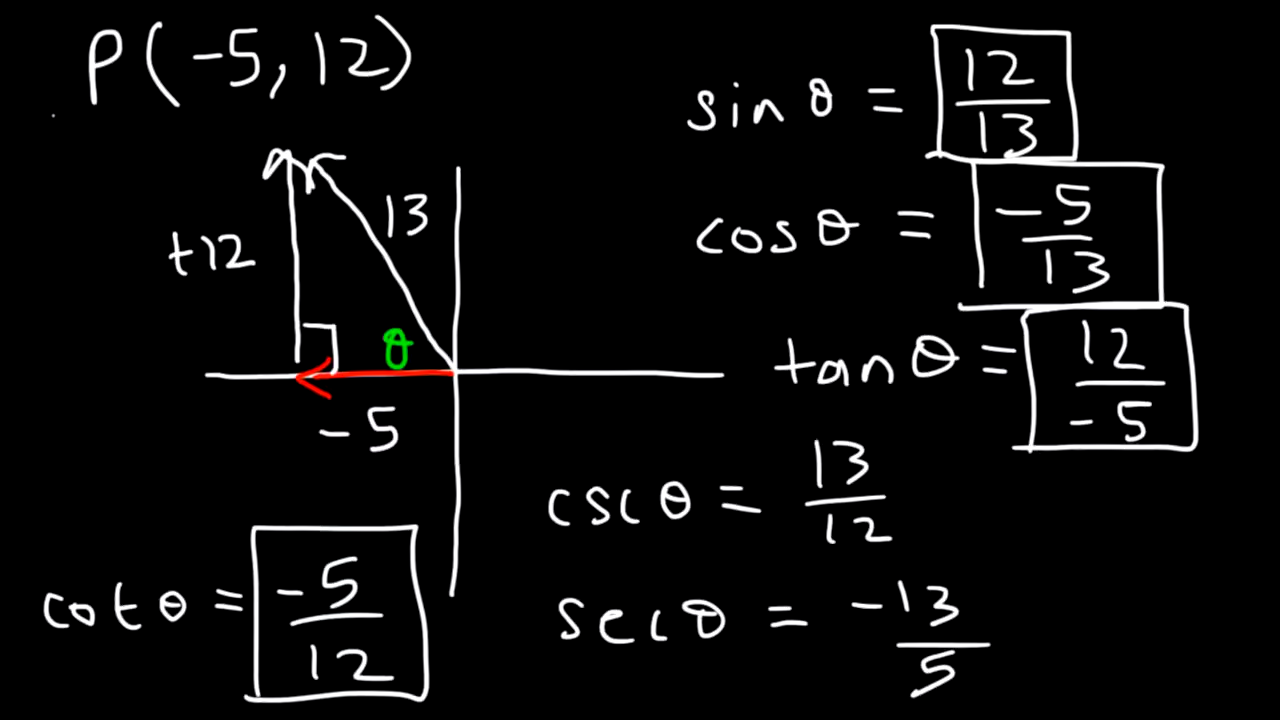 P(-5, 12)
+12
13
θ
-5
sin θ = 12/13
cos θ = -5/13
tan θ = 12/-5
csc θ = 13/12
sec θ = -13/5
cot θ = -5/12